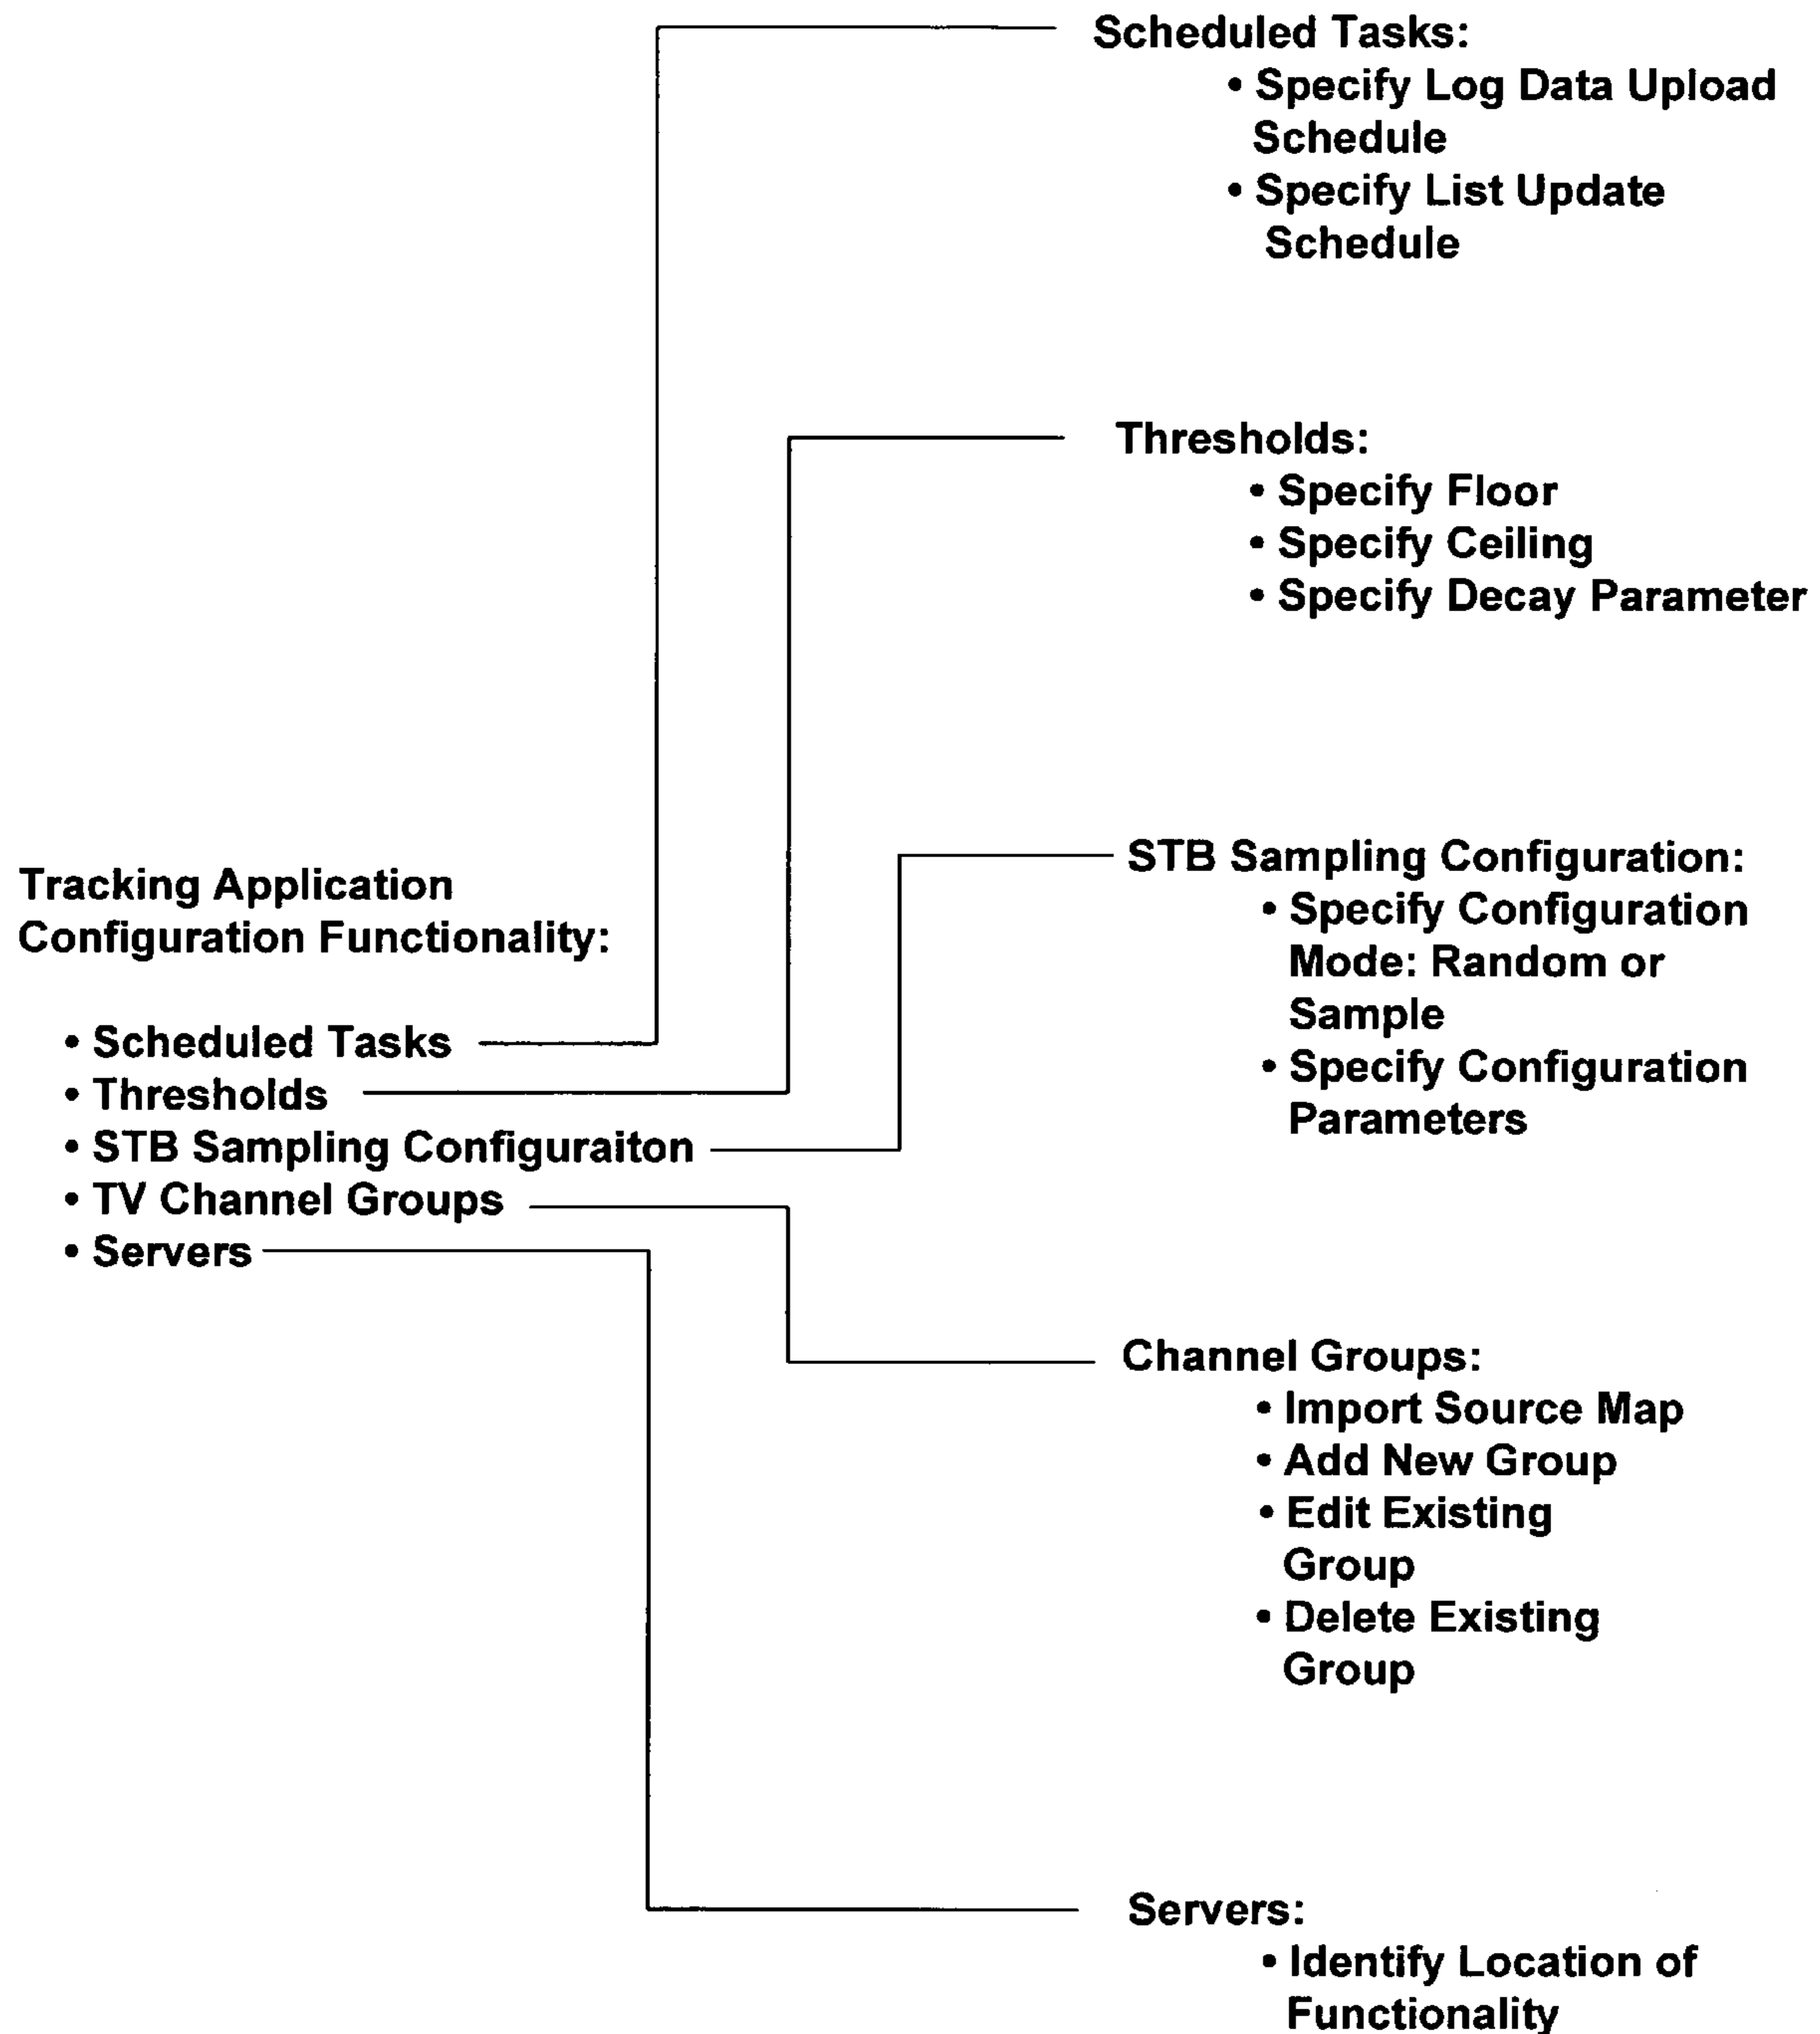 Tracking Application
Configuration Functionality:
• Scheduled Tasks
• Thresholds
• STB Sampling Configuraiton
• TV Channel Groups
• Servers
Scheduled Tasks:
• Specify Log Data Upload
Schedule
• Specify List Update
Schedule
Thresholds:
• Specify Floor
• Specify Ceiling
• Specify Decay Parameter
STB Sampling Configuration:
• Specify Configuration
Mode: Random or
Sample
• Specify Configuration
Parameters
Channel Groups:
• Import Source Map
• Add New Group
• Edit Existing
Group
• Delete Existing
Group
Servers:
• Identify Location of
Functionality